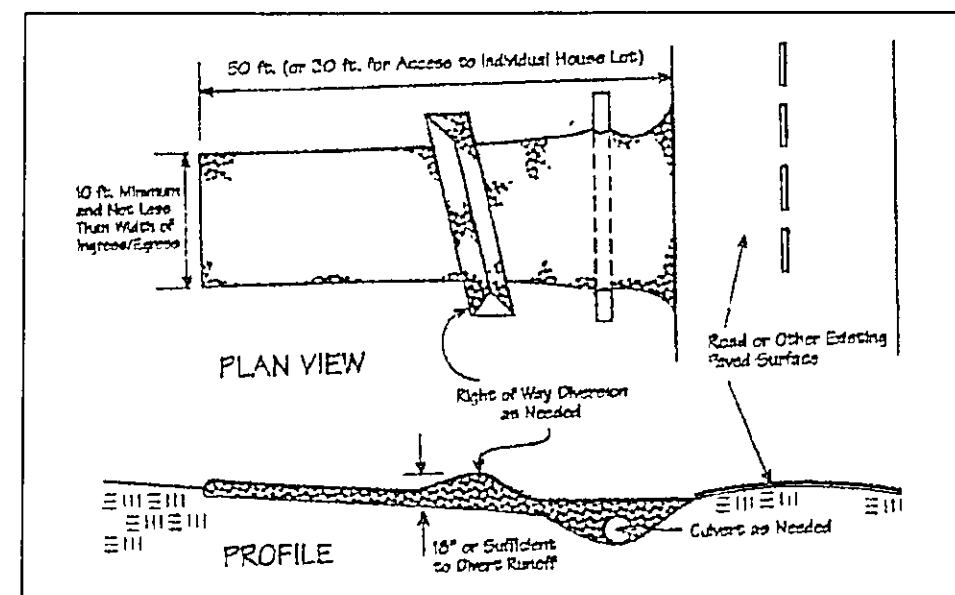 50 ft. (or 30 ft. for Access to Individual House Lot)
10 ft. Minimum
and Not Less
Than Width of
Ingress/Egress
PLAN VIEW
Road or Other Existing
Paved Surface
Right of Way Diversion
as Needed
18" or Sufficient
to Divert Runoff
Culvert as Needed
PROFILE